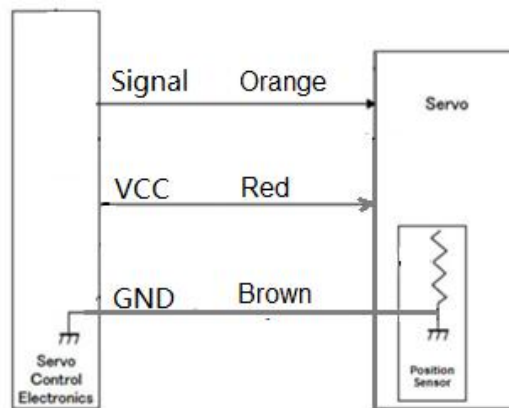 Signal Orange
Servo
VCC Red
GND Brown
Servo
Control
Electronics
Position
Sensor